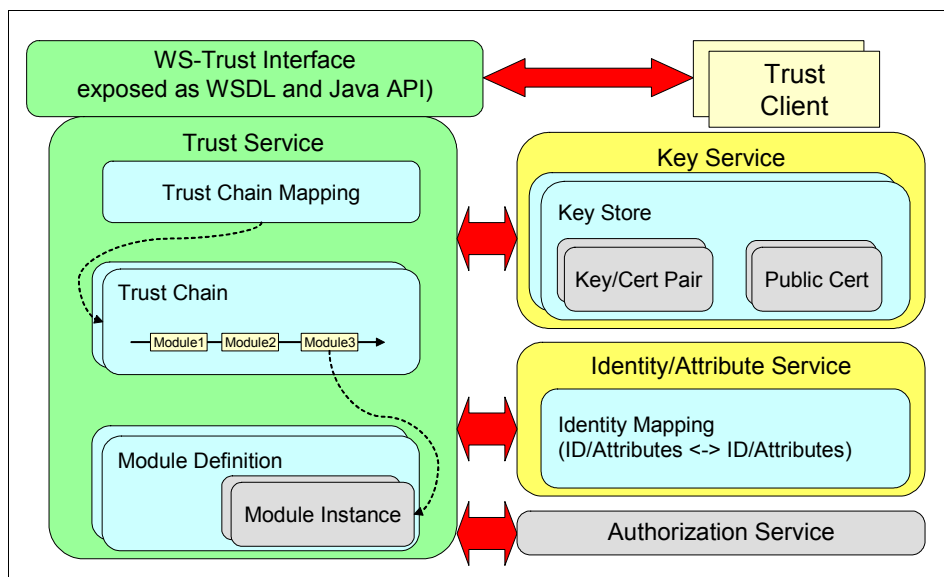 WS-Trust Interface
exposed as WSDL and Java API)
Trust
Client
Trust Service
Trust Chain Mapping
Trust Chain
Module1
Module2
Module3
Module Definition
Module Instance
Key Service
Key Store
Key/Cert Pair
Public Cert
Identity/Attribute Service
Identity Mapping
(ID/Attributes <-> ID/Attributes)
Authorization Service